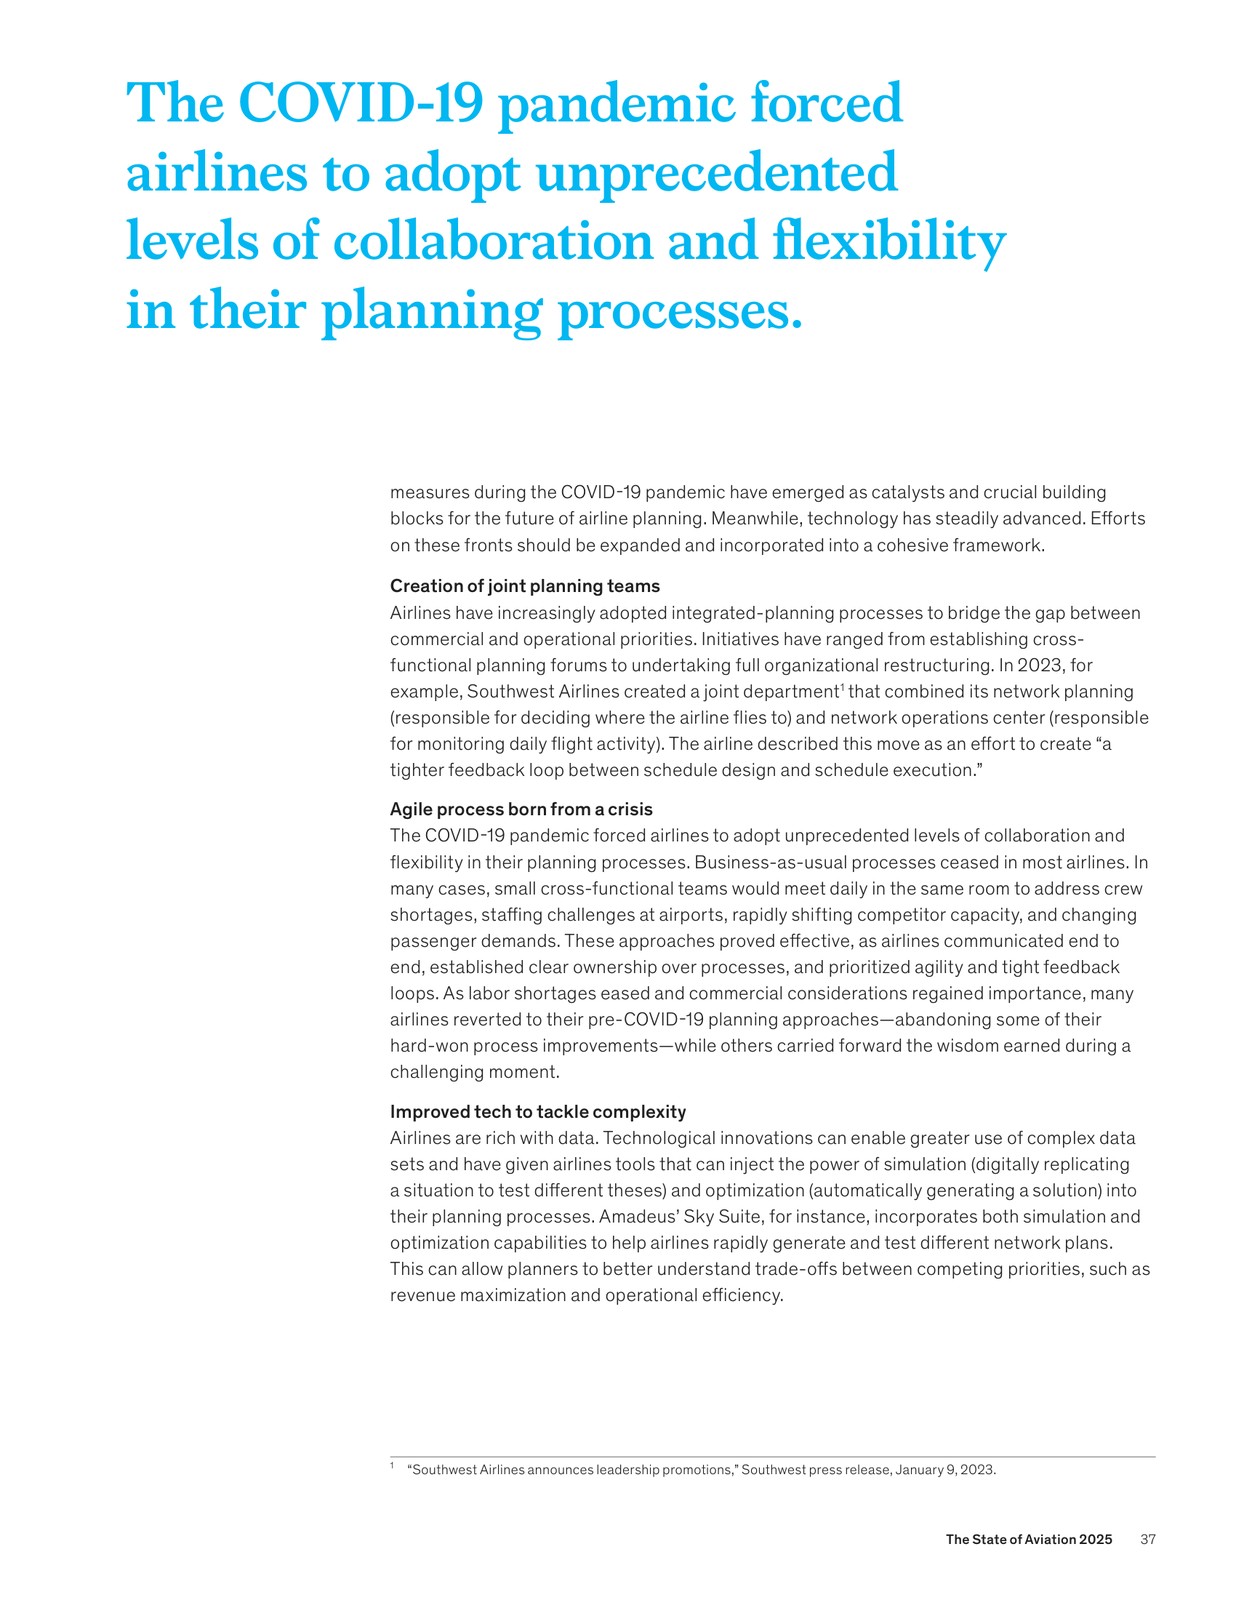 The COVID-19 pandemic forced
airlines to adopt unprecedented
levels of collaboration and flexibility
in their planning processes.
measures during the COVID-19 pandemic have emerged as catalysts and crucial building
blocks for the future of airline planning. Meanwhile, technology has steadily advanced. Efforts
on these fronts should be expanded and incorporated into a cohesive framework.
Creation of joint planning teams
Airlines have increasingly adopted integrated-planning processes to bridge the gap between
commercial and operational priorities. Initiatives have ranged from establishing cross-
functional planning forums to undertaking full organizational restructuring. In 2023, for
example, Southwest Airlines created a joint department¹ that combined its network planning
(responsible for deciding where the airline flies to) and network operations center (responsible
for monitoring daily flight activity). The airline described this move as an effort to create “a
tighter feedback loop between schedule design and schedule execution.”
Agile process born from a crisis
The COVID-19 pandemic forced airlines to adopt unprecedented levels of collaboration and
flexibility in their planning processes. Business-as-usual processes ceased in most airlines. In
many cases, small cross-functional teams would meet daily in the same room to address crew
shortages, staffing challenges at airports, rapidly shifting competitor capacity, and changing
passenger demands. These approaches proved effective, as airlines communicated end to
end, established clear ownership over processes, and prioritized agility and tight feedback
loops. As labor shortages eased and commercial considerations regained importance, many
airlines reverted to their pre-COVID-19 planning approaches—abandoning some of their
hard-won process improvements—while others carried forward the wisdom earned during a
challenging moment.
Improved tech to tackle complexity
Airlines are rich with data. Technological innovations can enable greater use of complex data
sets and have given airlines tools that can inject the power of simulation (digitally replicating
a situation to test different theses) and optimization (automatically generating a solution) into
their planning processes. Amadeus’ Sky Suite, for instance, incorporates both simulation and
optimization capabilities to help airlines rapidly generate and test different network plans.
This can allow planners to better understand trade-offs between competing priorities, such as
revenue maximization and operational efficiency.
¹ “Southwest Airlines announces leadership promotions,” Southwest press release, January 9, 2023.
The State of Aviation 2025 37